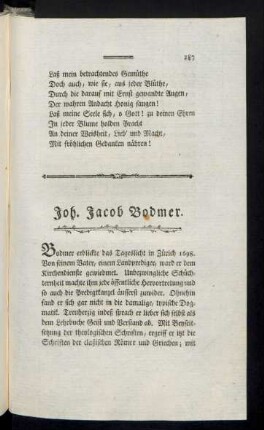 287
Laß mein betrachtendes Gemüthe
Doch auch, wie sie, aus jeder Blüthe,
Durch die darauf mit Ernst gewandte Augen,
Der wahren Andacht Honig saugen!
Laß meine Seele sich, o Gott! zu deinen Ehren
In jeder Blume holden Pracht
An deiner Weisheit, Lieb' und Macht,
Mit fröhlichen Gedanken nähren!
Joh. Jacob Bodmer.
Bodmer erblickte das Tageslicht in Zürich 1698.
Von seinem Vater, einem Landprediger, ward er dem
Kirchendienste gewiedmet. Unbezwingliche Schüch-
ternheit machte ihm jede öffentliche Hervortretung und
so auch die Predigtkanzel äusserst zuwider. Ohnehin
fand er sich gar nicht in die damalige, wortreiche Dog-
matik. Treuherzig indeß sprach er lieber sich selbst als
dem Lehrbuche Geist und Verstand ab. Mit Beyseit-
setzung der theologischen Schriften, ergriff er itzt die
Schriften der classischen Römer und Griechen; mit